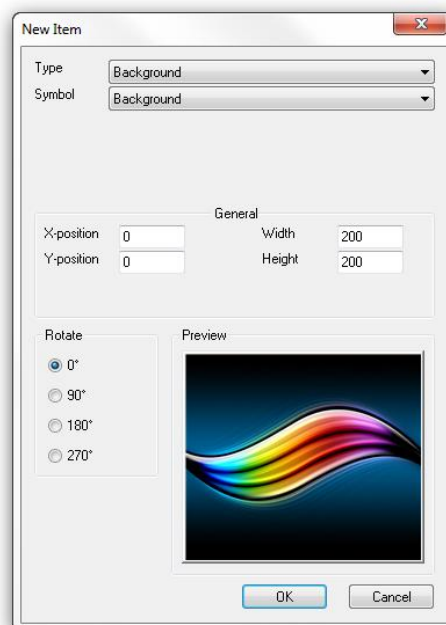 New Item
Type Background
Symbol Background
General
X-position 0 Width 200
Y-position 0 Height 200
Rotate Preview
0°
90°
180°
270°
OK Cancel